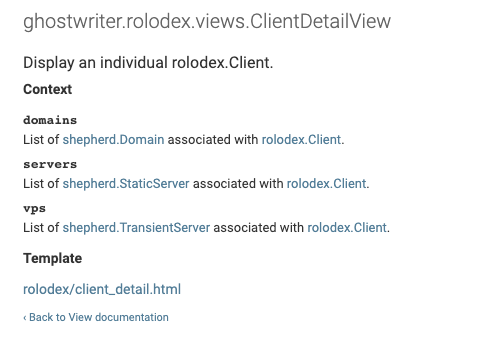 ghostwriter.rolodex.views.ClientDetailView
Display an individual rolodex.Client.
Context
domains
List of shepherd.Domain associated with rolodex.Client.
servers
List of shepherd.StaticServer associated with rolodex.Client.
vps
List of shepherd.TransientServer associated with rolodex.Client.
Template
rolodex/client_detail.html
‹ Back to View documentation